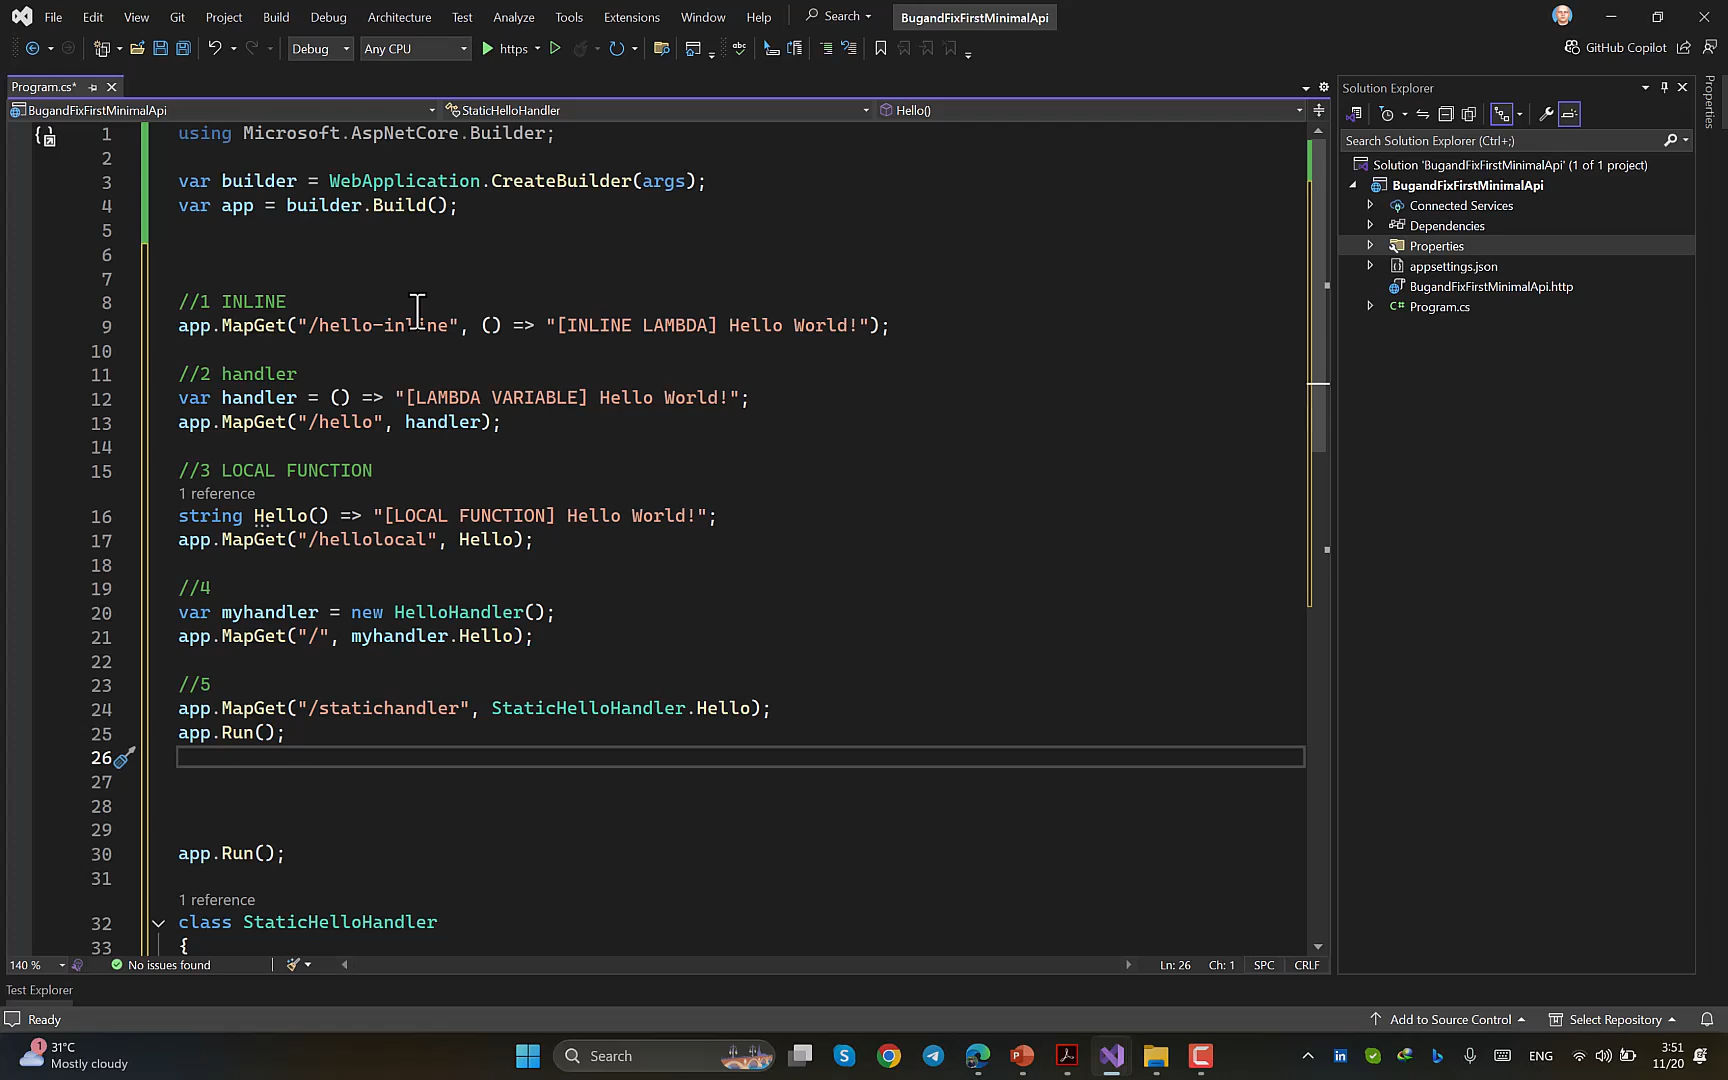 File Edit View Git Project Build Debug Architecture Test Analyze Tools Extensions Window Help Search BugandFixFirstMinimalApi
Debug Any CPU https GitHub Copilot
Program.cs* Solution Explorer
BugandFixFirstMinimalApi StaticHelloHandler Hello()
Search Solution Explorer (Ctrl+;)
Solution 'BugandFixFirstMinimalApi' (1 of 1 project)
BugandFixFirstMinimalApi
Connected Services
Dependencies
Properties
appsettings.json
BugandFixFirstMinimalApi.http
C# Program.cs
Properties
1 using Microsoft.AspNetCore.Builder;
2
3 var builder = WebApplication.CreateBuilder(args);
4 var app = builder.Build();
5
6
7
8 //1 INLINE
9 app.MapGet("/hello-inline", () => "[INLINE LAMBDA] Hello World!");
10
11 //2 handler
12 var handler = () => "[LAMBDA VARIABLE] Hello World!";
13 app.MapGet("/hello", handler);
14
15 //3 LOCAL FUNCTION
1 reference
16 string Hello() => "[LOCAL FUNCTION] Hello World!";
17 app.MapGet("/hellolocal", Hello);
18
19 //4
20 var myhandler = new HelloHandler();
21 app.MapGet("/", myhandler.Hello);
22
23 //5
24 app.MapGet("/statichandler", StaticHelloHandler.Hello);
25 app.Run();
26
27
28
29
30 app.Run();
31
1 reference
32 class StaticHelloHandler
33 {
140 % No issues found Ln: 26 Ch: 1 SPC CRLF
Test Explorer
Ready Add to Source Control Select Repository
1 31°C
Mostly cloudy
Search
ENG
3:51
11/20